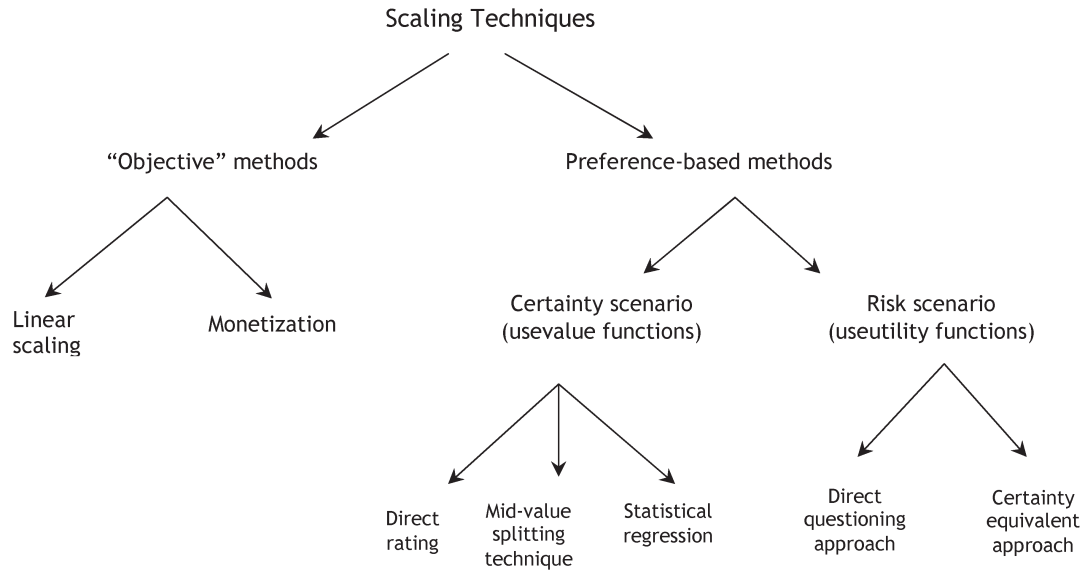 Scaling Techniques
“Objective” methods
Preference-based methods
Linear
scaling
Monetization
Certainty scenario
(usevalue functions)
Risk scenario
(useutility functions)
Direct
rating
Mid-value
splitting
technique
Statistical
regression
Direct
questioning
approach
Certainty
equivalent
approach